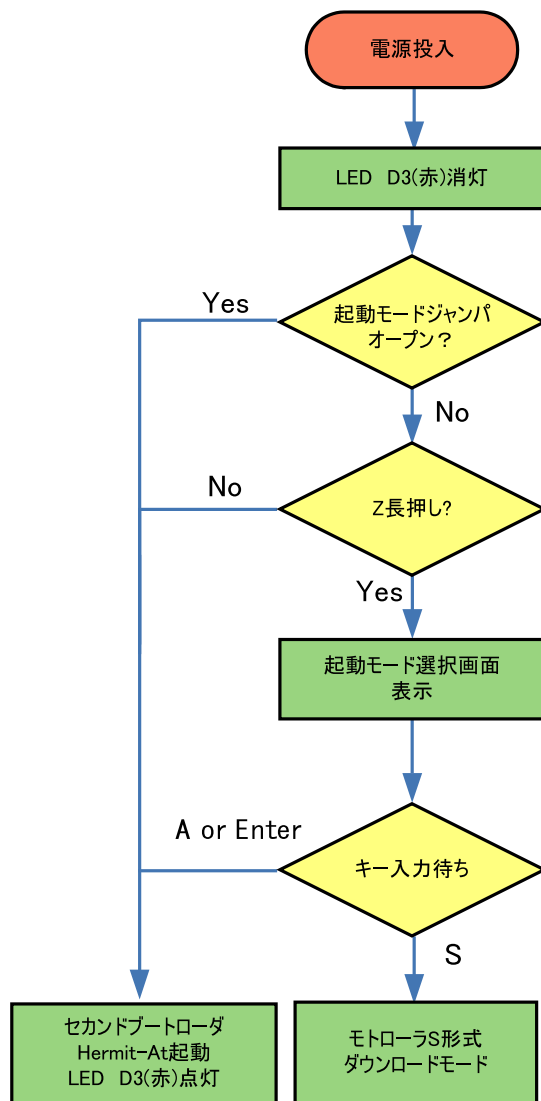 電源投入
LED D3(赤)消灯
Yes
起動モードジャンパ
オープン？
No
No
Z長押し?
Yes
起動モード選択画面
表示
A or Enter
キー入力待ち
S
セカンドブートローダ
Hermit-At起動
LED D3(赤)点灯
モトローラS形式
ダウンロードモード